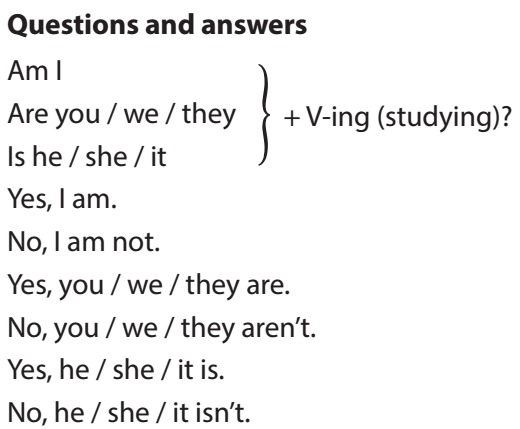 Questions and answers
Am I
Are you / we / they
+ V-ing (studying)?
Is he / she / it
Yes, I am.
No, I am not.
Yes, you / we / they are.
No, you / we / they aren't.
Yes, he / she / it is.
No, he / she / it isn't.